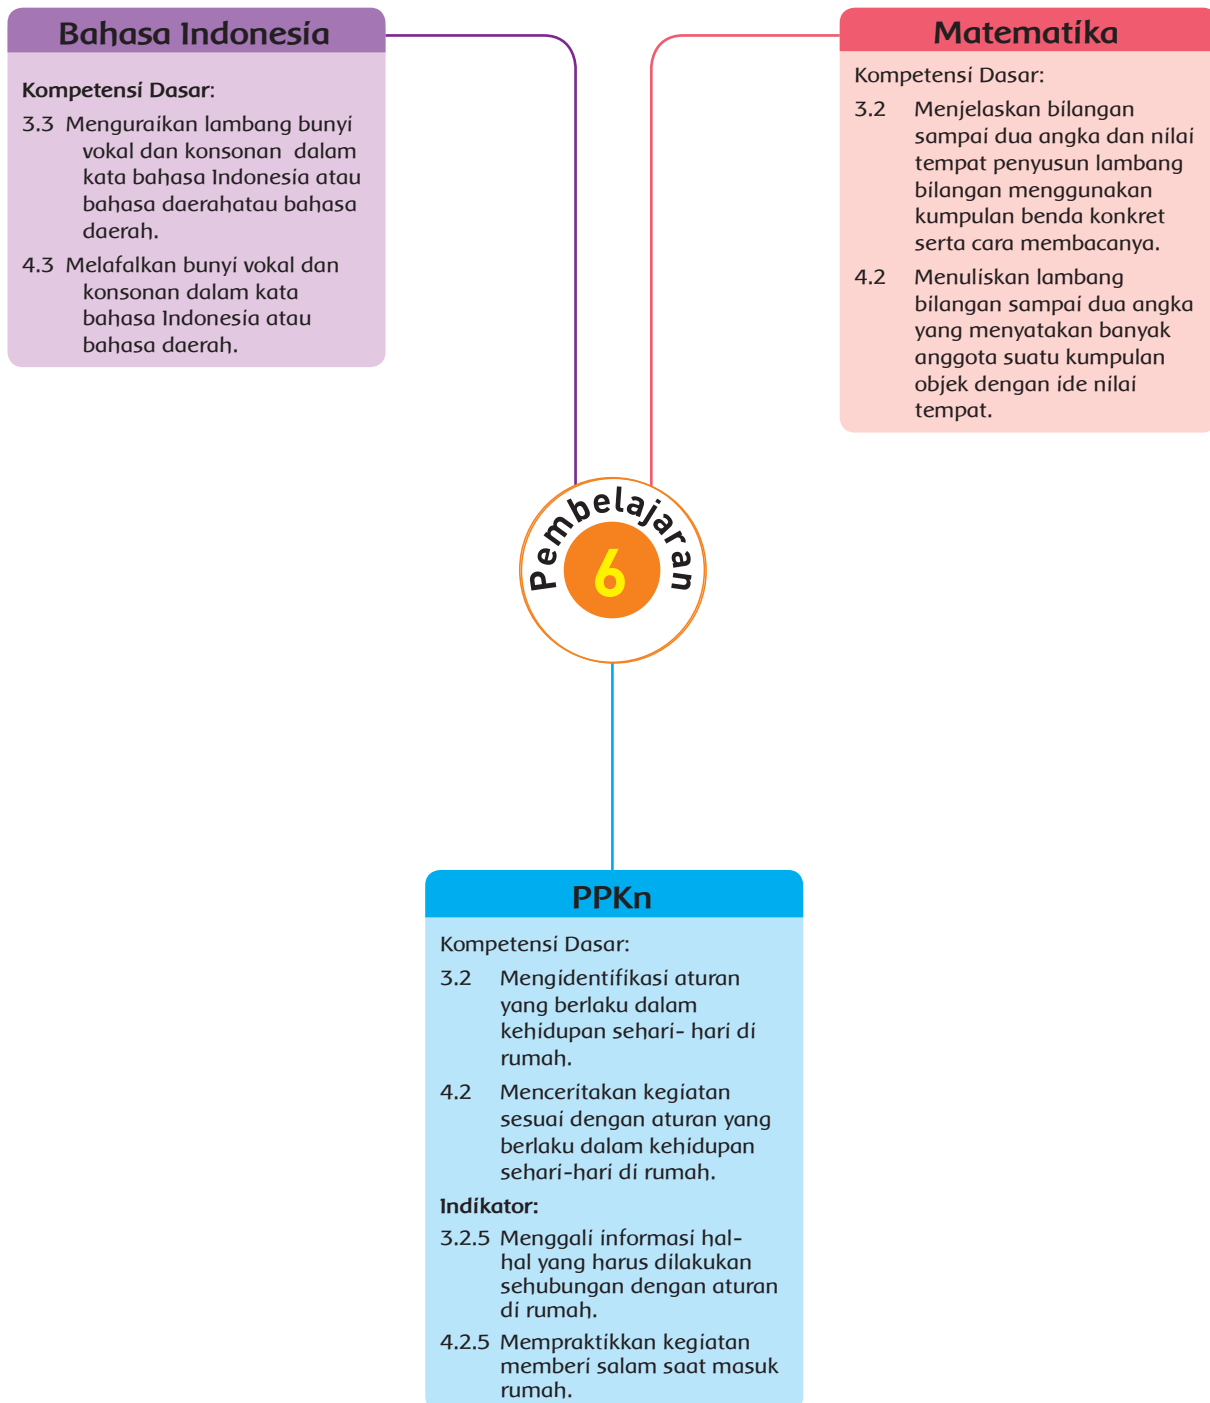 Bahasa Indonesia
Kompetensi Dasar:
3.3 Menguraikan lambang bunyi
vokal dan konsonan dalam
kata bahasa Indonesia atau
bahasa daerahatau bahasa
daerah.
4.3 Melafalkan bunyi vokal dan
konsonan dalam kata
bahasa Indonesia atau
bahasa daerah.
Matematika
Kompetensi Dasar:
3.2 Menjelaskan bilangan
sampai dua angka dan nilai
tempat penyusun lambang
bilangan menggunakan
kumpulan benda konkret
serta cara membacanya.
4.2 Menuliskan lambang
bilangan sampai dua angka
yang menyatakan banyak
anggota suatu kumpulan
objek dengan ide nilai
tempat.
Pembelajaran
6
PPKn
Kompetensi Dasar:
3.2 Mengidentifikasi aturan
yang berlaku dalam
kehidupan sehari- hari di
rumah.
4.2 Menceritakan kegiatan
sesuai dengan aturan yang
berlaku dalam kehidupan
sehari-hari di rumah.
Indikator:
3.2.5 Menggali informasi hal-
hal yang harus dilakukan
sehubungan dengan aturan
di rumah.
4.2.5 Mempraktikkan kegiatan
memberi salam saat masuk
rumah.